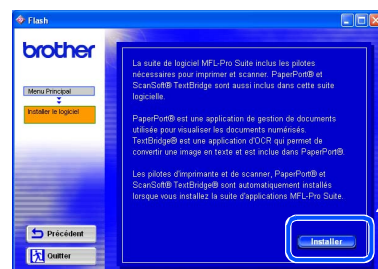 Flash
brother
Menu Principal
Installer le logiciel
La suite de logiciel MFL-Pro Suite inclus les pilotes
nécessaires pour imprimer et scanner. PaperPort® et
ScanSoft® TextBridge® sont aussi inclus dans cette suite
logicielle.
PaperPort® est une application de gestion de documents
utilisée pour visualiser les documents numérisés.
TextBridge® est une application d'OCR qui permet de
convertir une image en texte et est incluse dans PaperPort®.
Les pilotes d'imprimante et de scanner, PaperPort® et
ScanSoft® TextBridge® sont automatiquement installés
lorsque vous installez la suite d'applications MFL-Pro Suite.
Précédent
Quitter
Installer